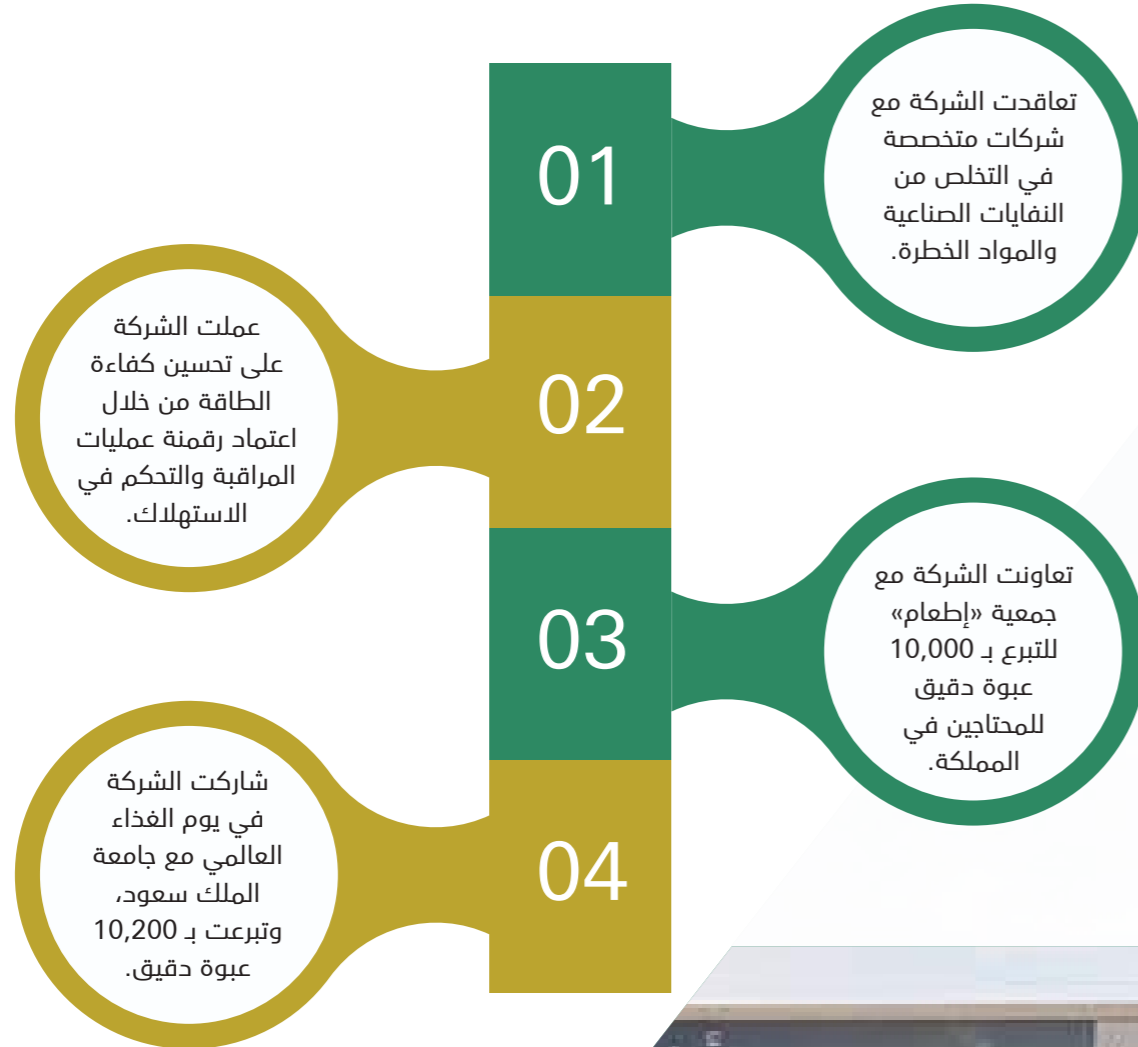 01
تعاقدت الشركة مع
شركات متخصصة
في التخلص من
النفايات الصناعية
والمواد الخطرة.
02
عملت الشركة
على تحسين كفاءة
الطاقة من خلال
اعتماد رقمنة عمليات
المراقبة والتحكم في
الاستهلاك.
03
تعاونت الشركة مع
جمعية «إطعام»
للتبرع بـ 10,000
عبوة دقيق
للمحتاجين في
المملكة.
04
شاركت الشركة
في يوم الغذاء
العالمي مع جامعة
الملك سعود،
وتبرعت بـ 10,200
عبوة دقيق.